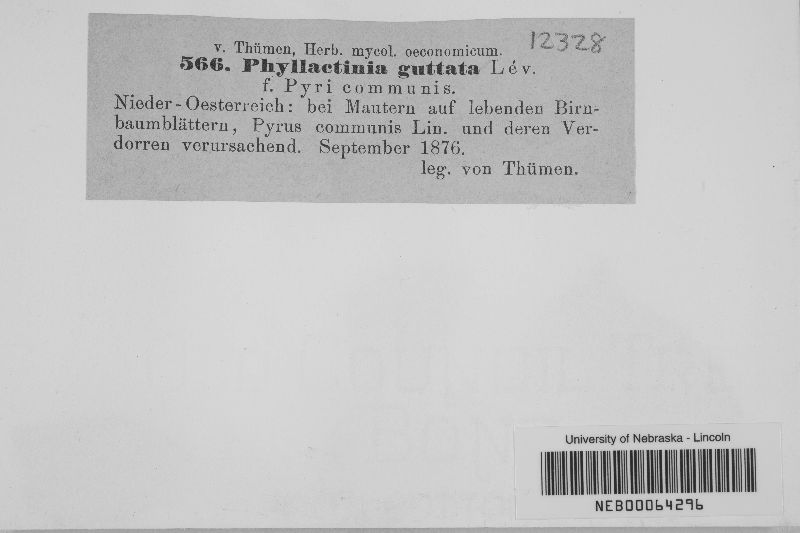 v. Thümen, Herb. mycol. oeconomicum. 12328
566. Phyllactinia guttata Lév.
f. Pyri communis.
Nieder-Oesterreich: bei Mautern auf lebenden Birn-
baumblättern, Pyrus communis Lin. und deren Ver-
dorren verursachend. September 1876.
leg. von Thümen.
University of Nebraska - Lincoln
NEB00064296